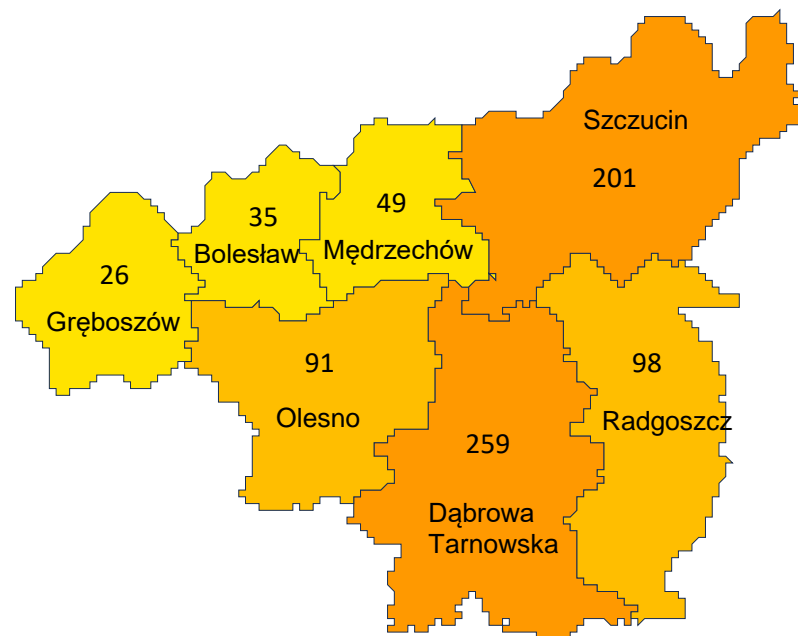 Szczucin
201
49
Mędrzechów
35
Bolesław
26
Gręboszów
91
Olesno
98
Radgoszcz
259
Dąbrowa
Tarnowska